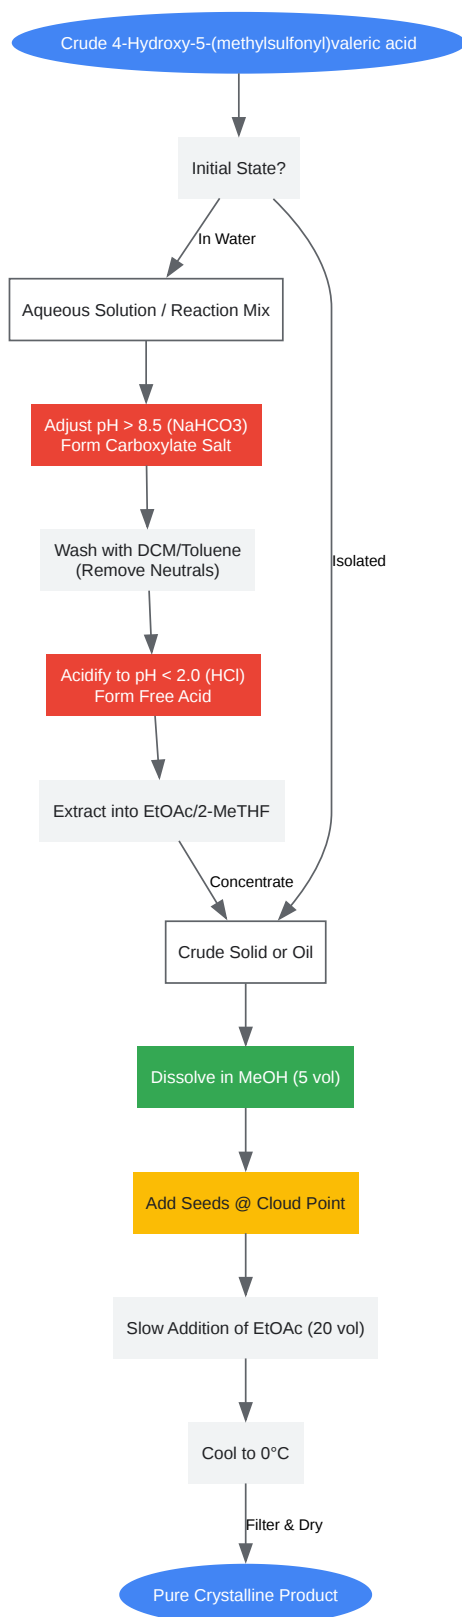 Crude 4-Hydroxy-5-(methylsulfonyl)valeric acid
Initial State?
In Water
Aqueous Solution / Reaction Mix
Adjust pH > 8.5 (NaHCO3)
Form Carboxylate Salt
Wash with DCM/Toluene
(Remove Neutrals)
Isolated
Acidify to pH < 2.0 (HCl)
Form Free Acid
Extract into EtOAc/2-MeTHF
Concentrate
Crude Solid or Oil
Dissolve in MeOH (5 vol)
Add Seeds @ Cloud Point
Slow Addition of EtOAc (20 vol)
Cool to 0°C
Filter & Dry
Pure Crystalline Product